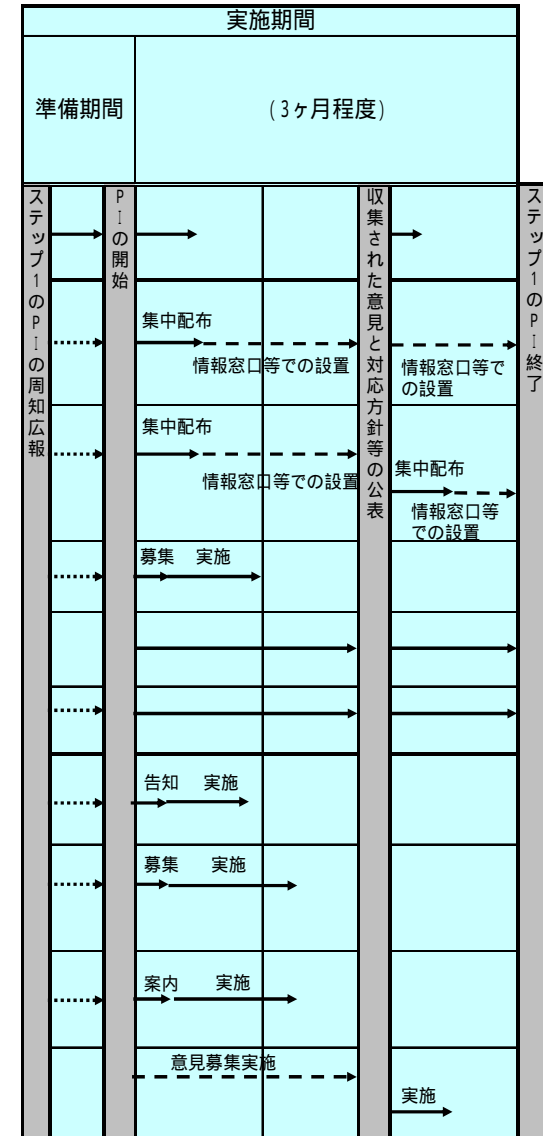 実施期間
準備期間
(3ヶ月程度)
ステップ1のPIの周知広報
PIの開始
収集された意見と対応方針等の公表
ステップ1のPI終了
集中配布
情報窓口等での設置
情報窓口等で
の設置
集中配布
情報窓口等での設置
集中配布
情報窓口等
での設置
募集 実施
告知 実施
募集 実施
案内 実施
意見募集実施
実施